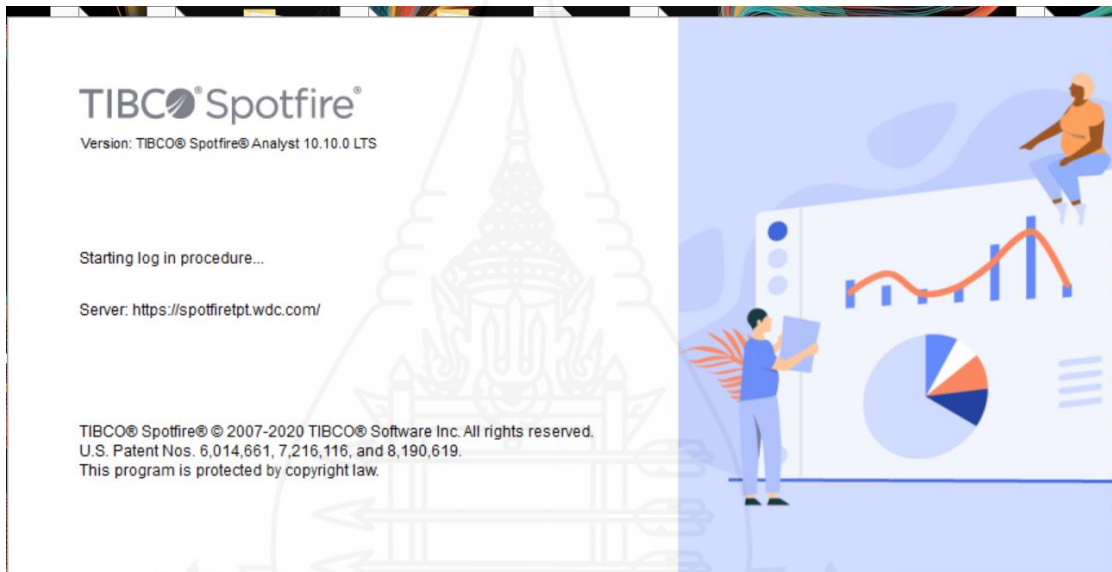 TIBCO® Spotfire®
Version: TIBCO® Spotfire® Analyst 10.10.0 LTS
Starting log in procedure...
Server: https://spotfiretpt.wdc.com/
TIBCO® Spotfire® © 2007-2020 TIBCO® Software Inc. All rights reserved.
U.S. Patent Nos. 6,014,661, 7,216,116, and 8,190,619.
This program is protected by copyright law.